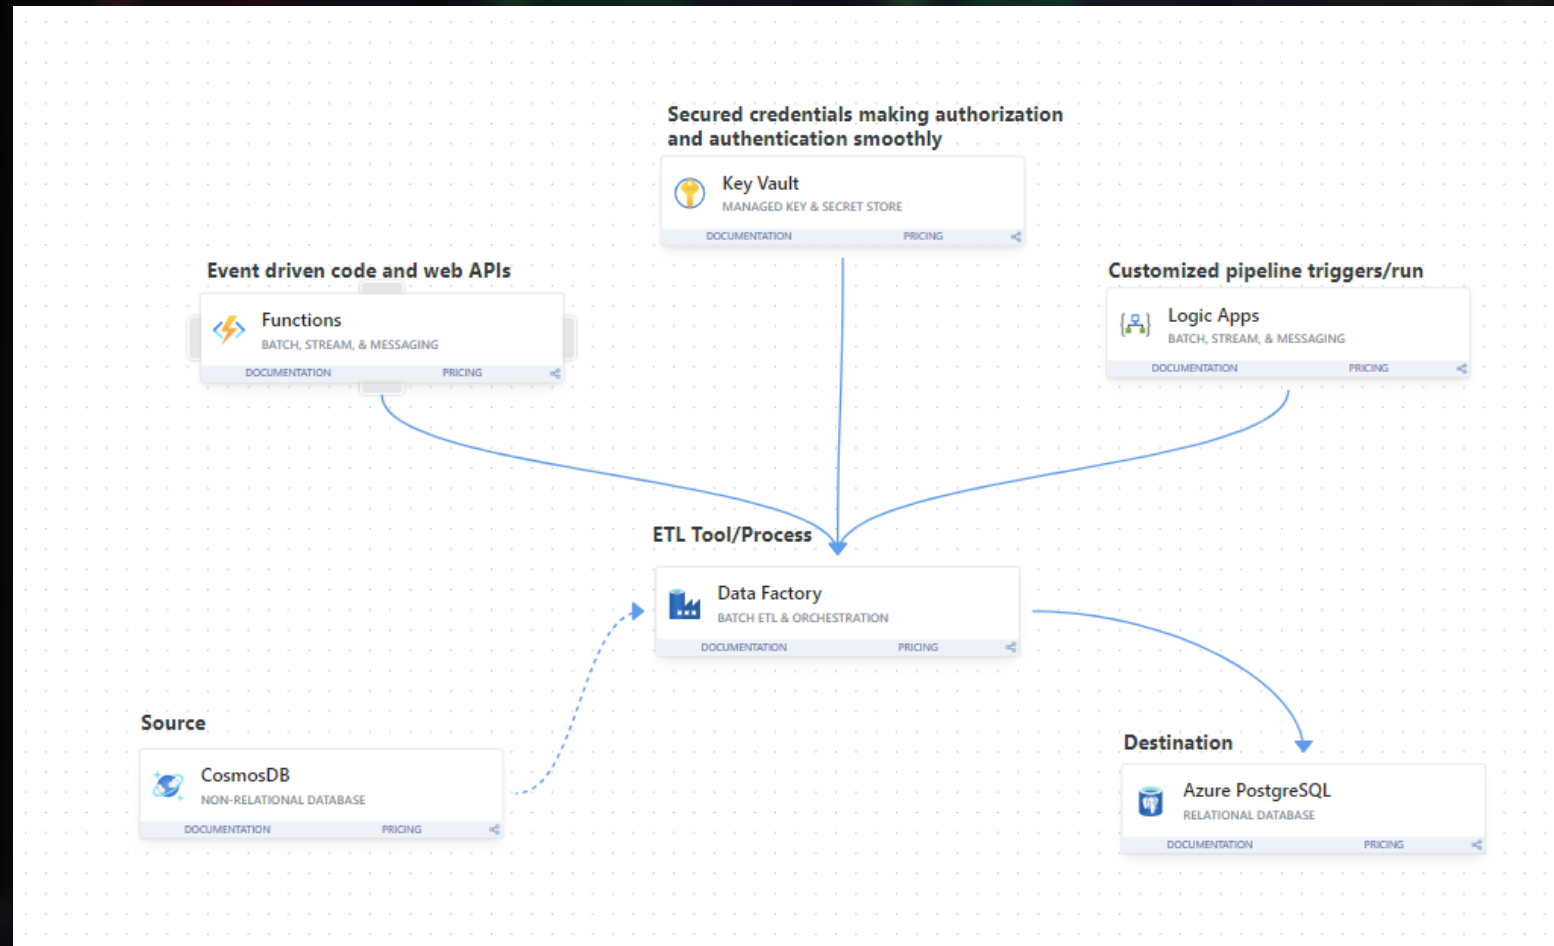 Secured credentials making authorization
and authentication smoothly
Key Vault
MANAGED KEY & SECRET STORE
DOCUMENTATION PRICING
Event driven code and web APIs
Functions
BATCH, STREAM, & MESSAGING
DOCUMENTATION PRICING
Customized pipeline triggers/run
Logic Apps
BATCH, STREAM, & MESSAGING
DOCUMENTATION PRICING
ETL Tool/Process
Data Factory
BATCH ETL & ORCHESTRATION
DOCUMENTATION PRICING
Source
CosmosDB
NON-RELATIONAL DATABASE
DOCUMENTATION PRICING
Destination
Azure PostgreSQL
RELATIONAL DATABASE
DOCUMENTATION PRICING